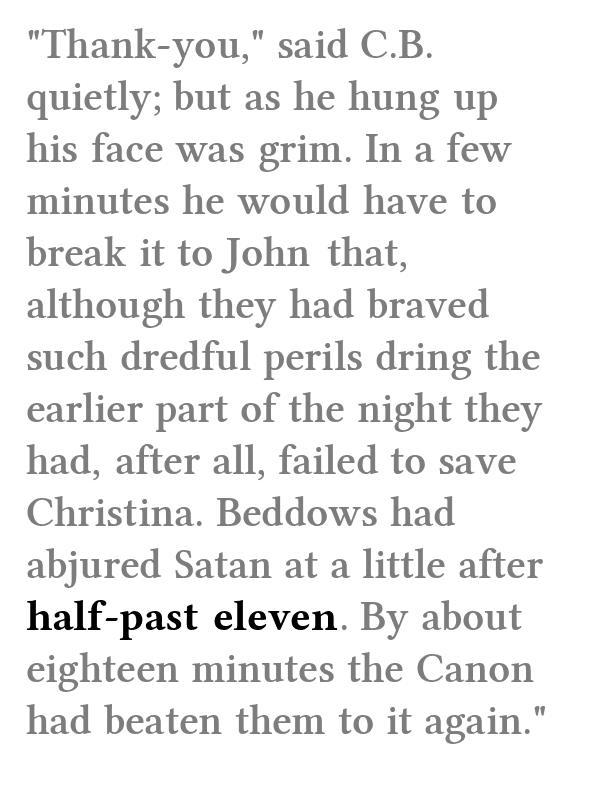 "Thank-you," said C.B.
quietly; but as he hung up
his face was grim. In a few
minutes he would have to
break it to John that,
although they had braved
such dredful perils dring the
earlier part of the night they
had, after all, failed to save
Christina. Beddows had
abjured Satan at a little after
half-past eleven. By about
eighteen minutes the Canon
had beaten them to it again."